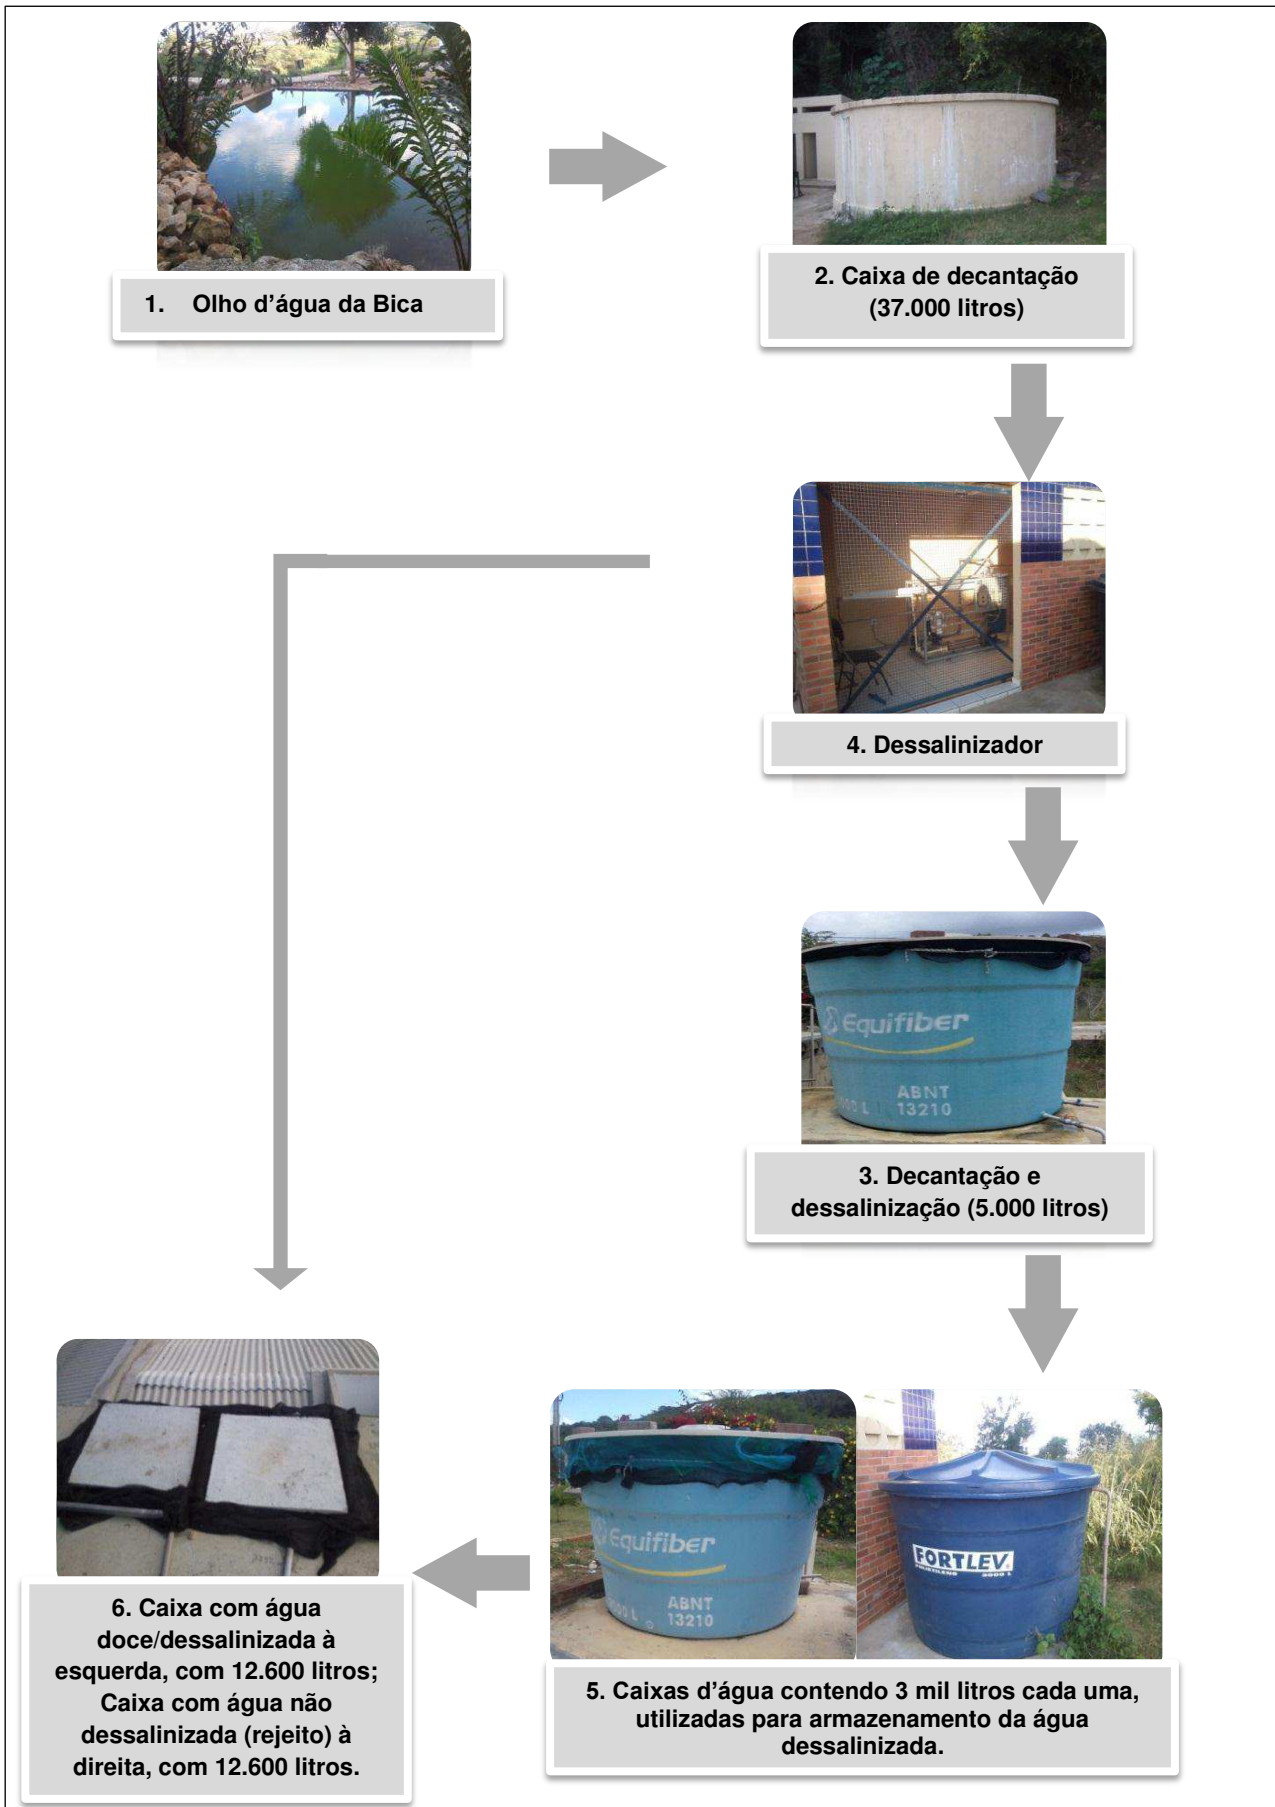 1. Olho d’água da Bica
2. Caixa de decantação
(37.000 litros)
4. Dessalinizador
Equifiber
ABNT
13210
3. Decantação e
dessalinização (5.000 litros)
Equifiber
ABNT
13210
FORTLEV
3000 L
6. Caixa com água
doce/dessalinizada à
esquerda, com 12.600 litros;
Caixa com água não
dessalinizada (rejeito) à
direita, com 12.600 litros.
5. Caixas d’água contendo 3 mil litros cada uma,
utilizadas para armazenamento da água
dessalinizada.